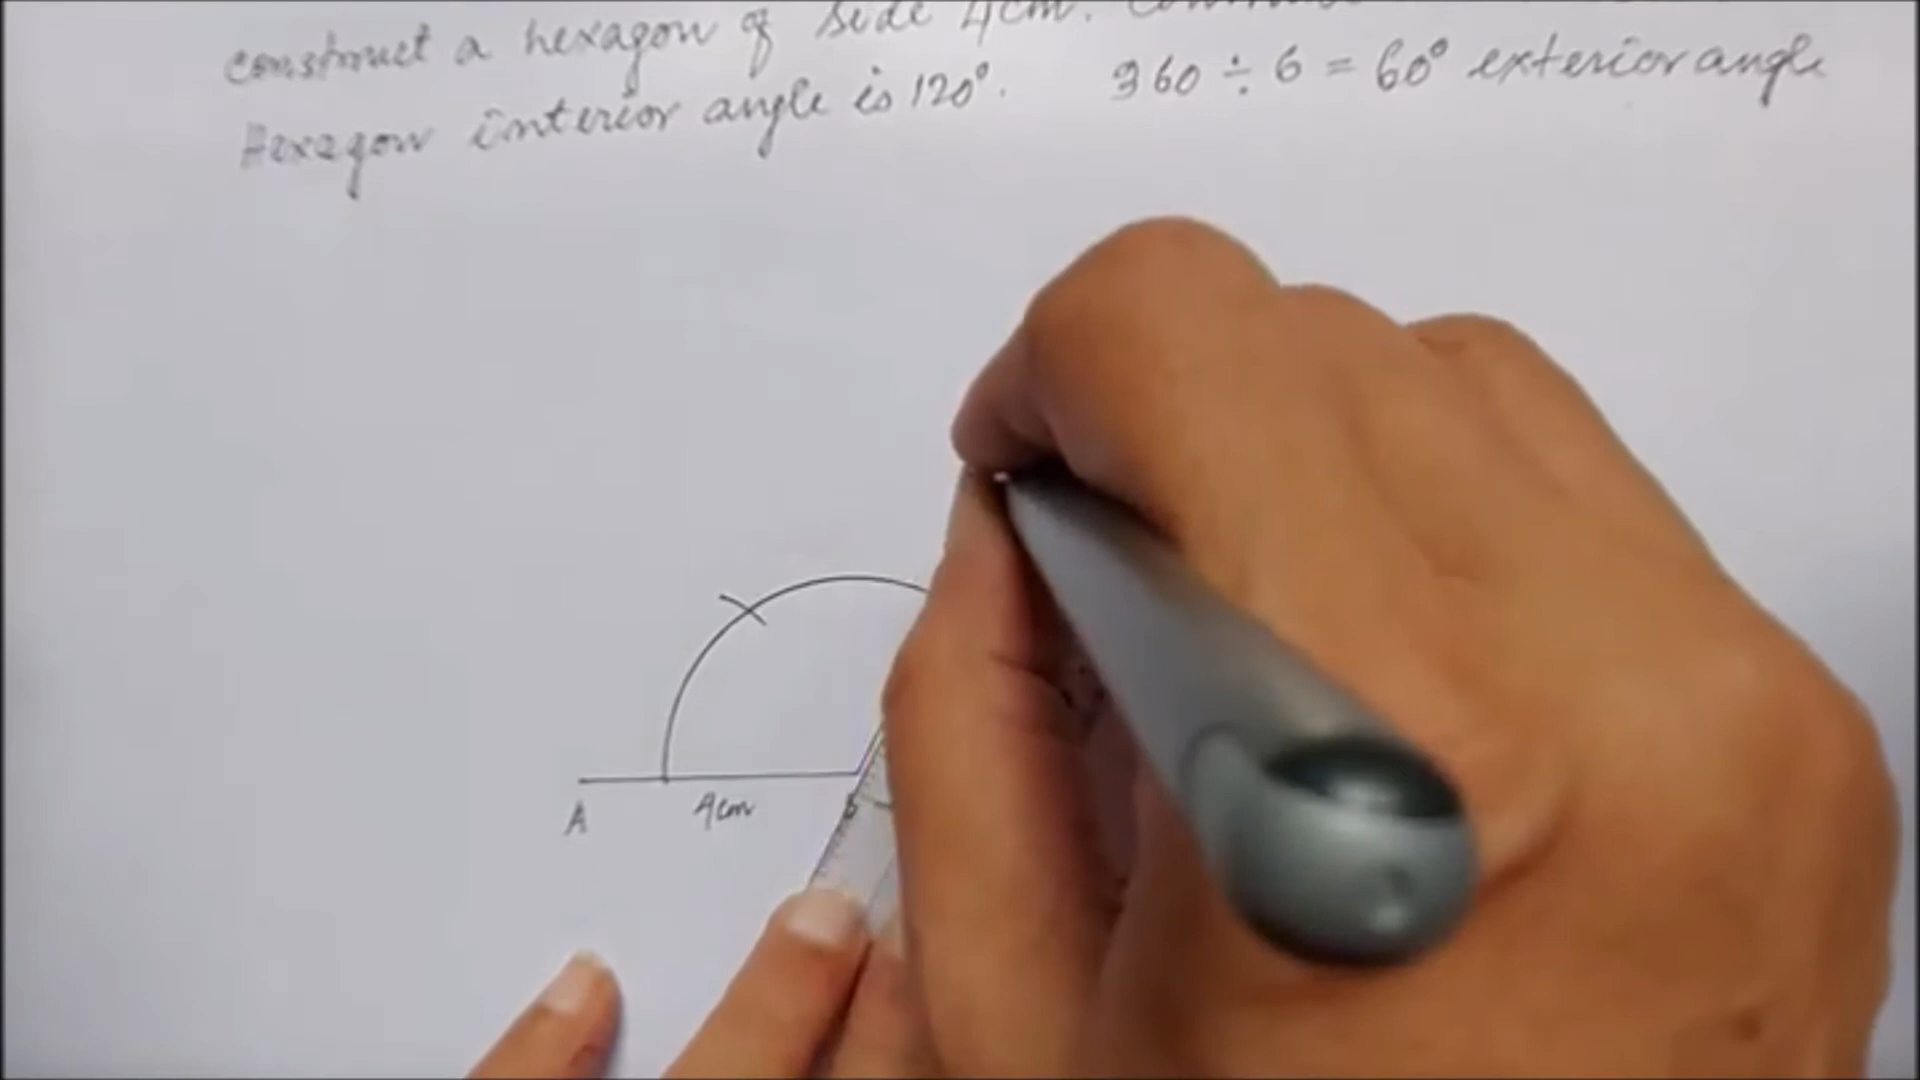 construct a hexagon of side 4cm.
Hexagon interior angle is 120°. 360 ÷ 6 = 60° exterior angle
A 4cm B